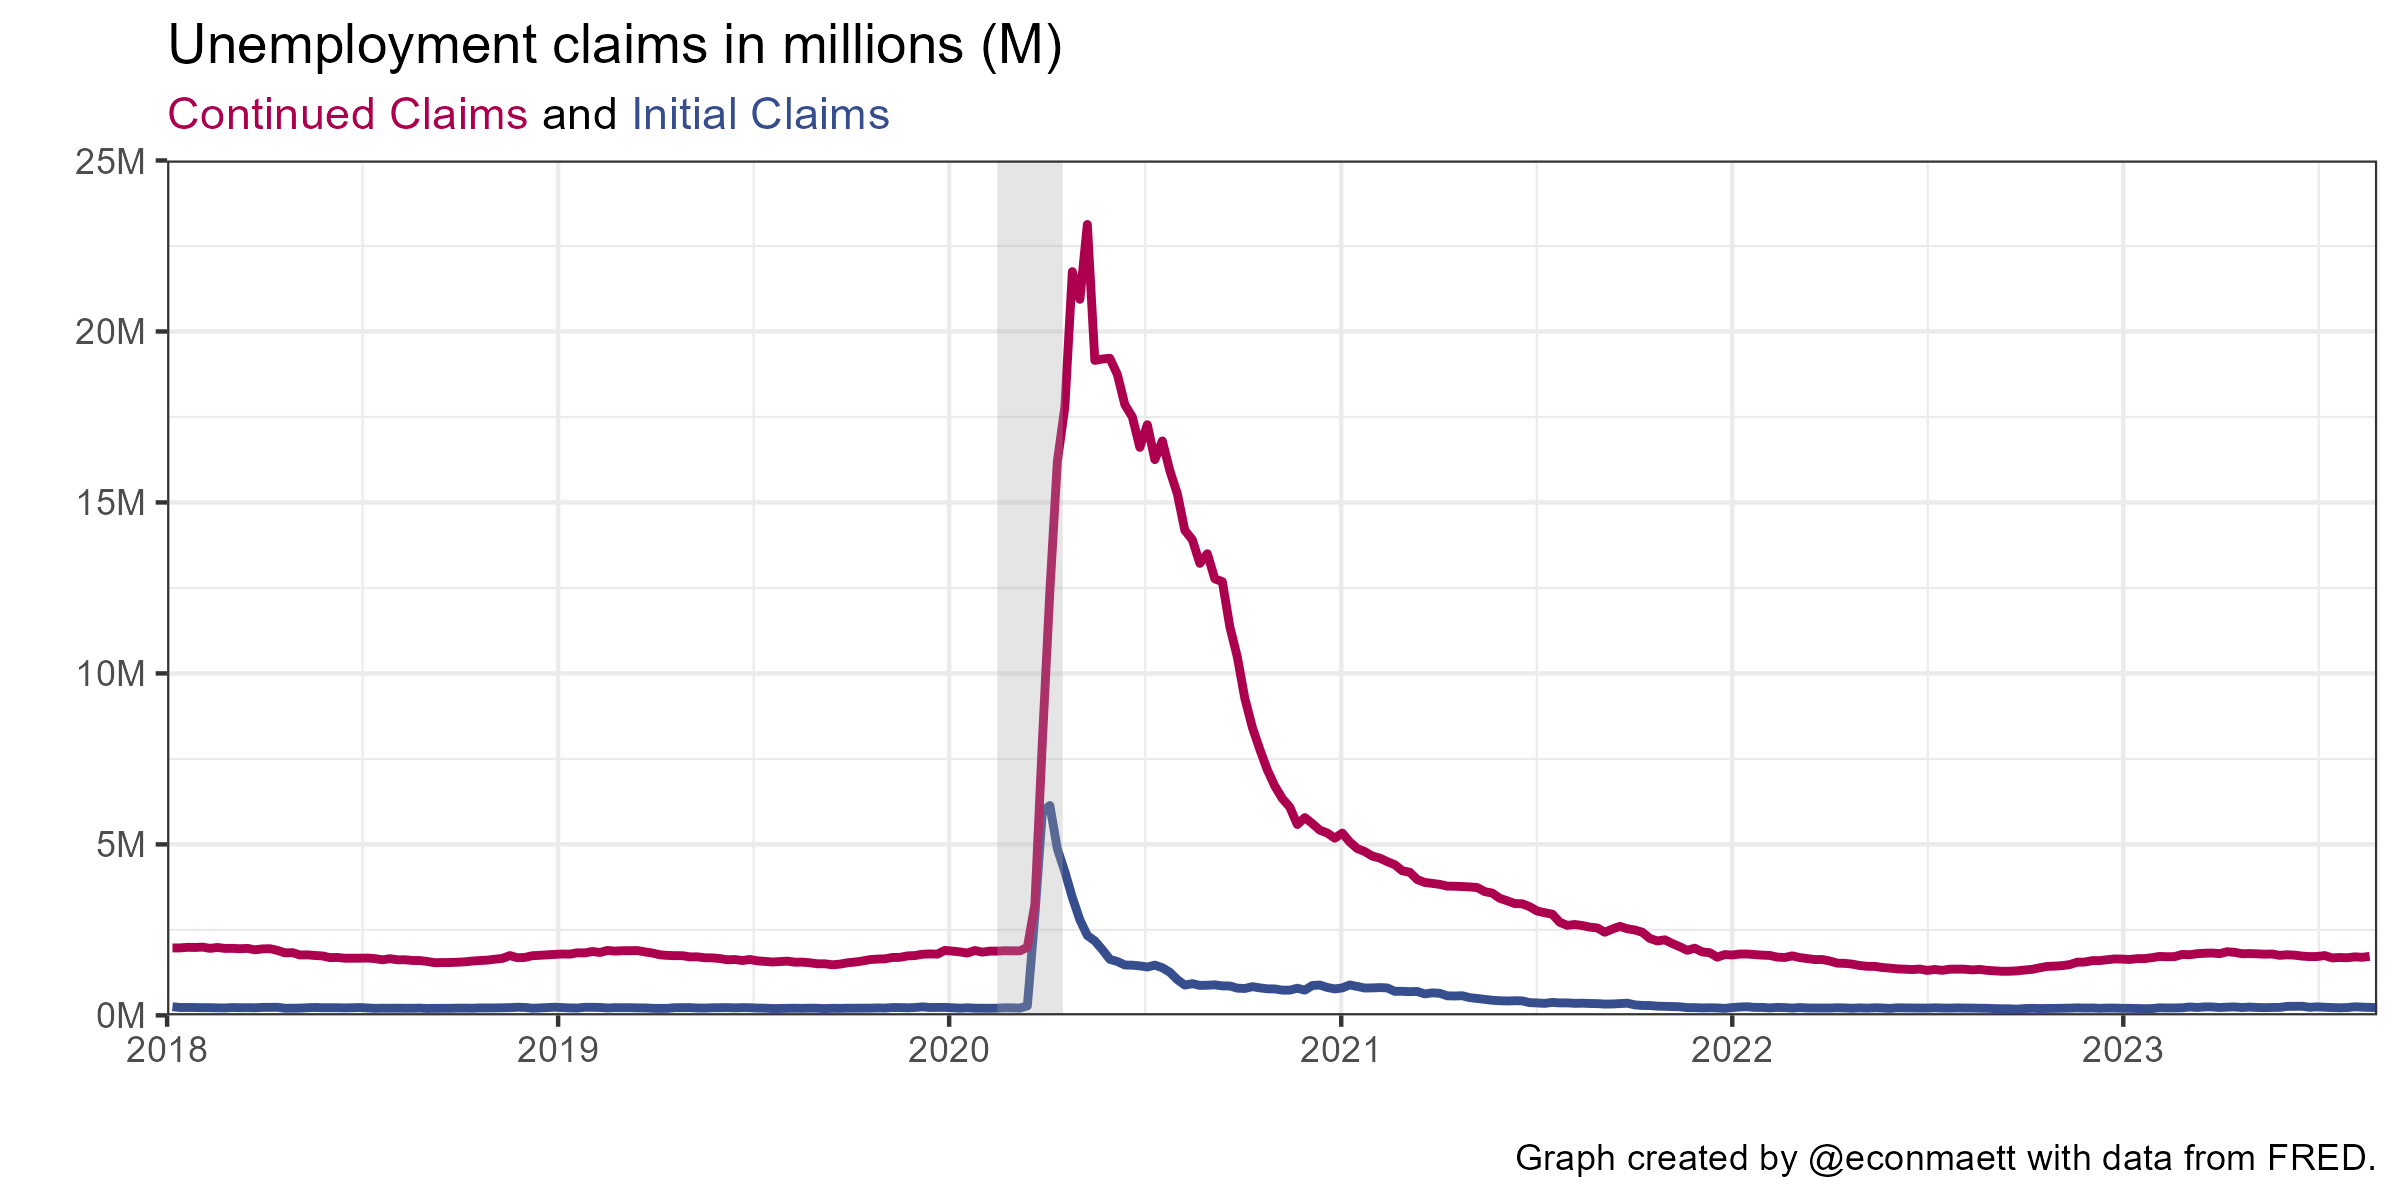 Unemployment claims in millions (M)
Continued Claims and Initial Claims
25M
20M
15M
10M
5M
0M
2018 2019 2020 2021 2022 2023
Graph created by @econmaett with data from FRED.